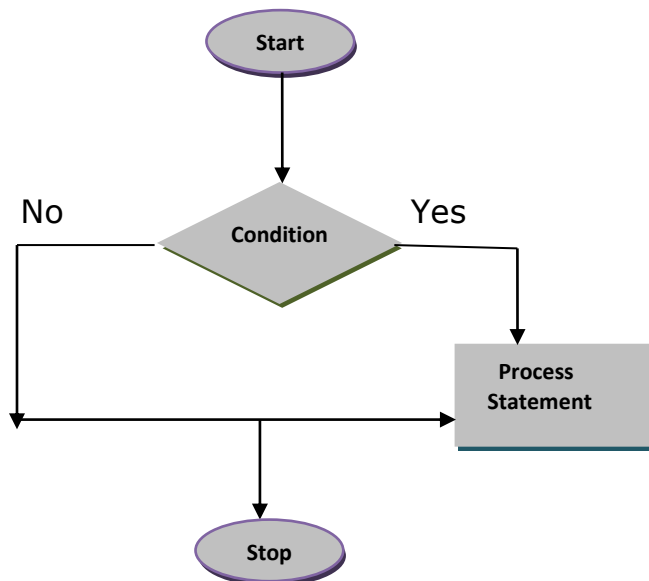 Start
No
Yes
Condition
Process
Statement
Stop